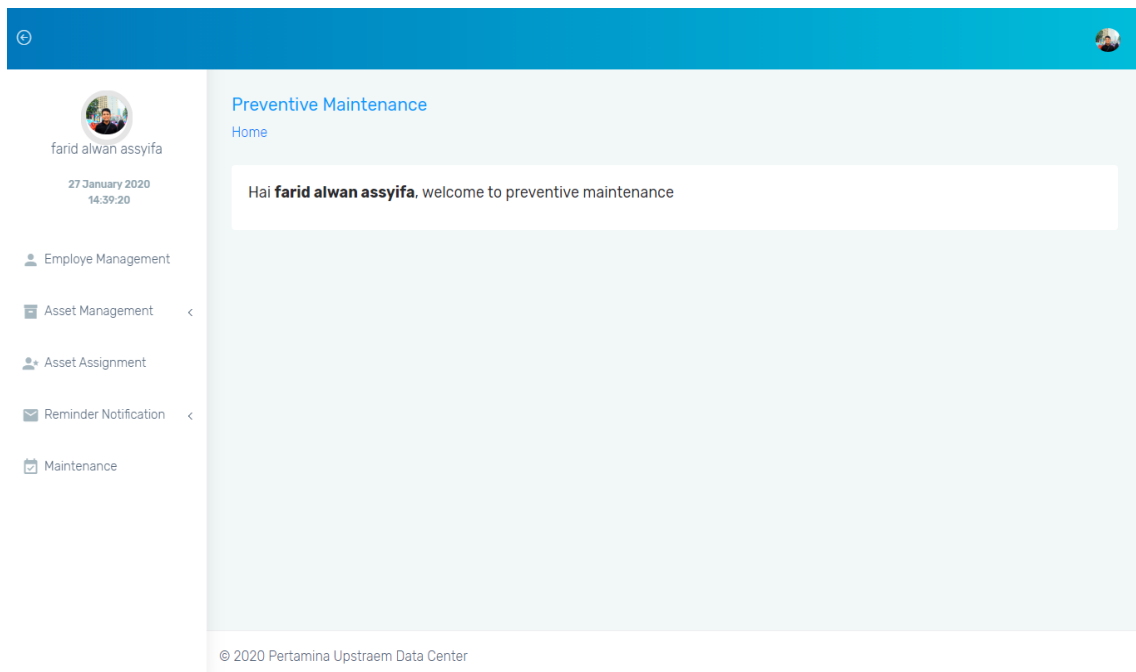 farid alwan assyifa
27 January 2020
14:39:20
Employe Management
Asset Management
Asset Assignment
Reminder Notification
Maintenance
Preventive Maintenance
Home
Hai farid alwan assyifa, welcome to preventive maintenance
© 2020 Pertamina Upstraem Data Center